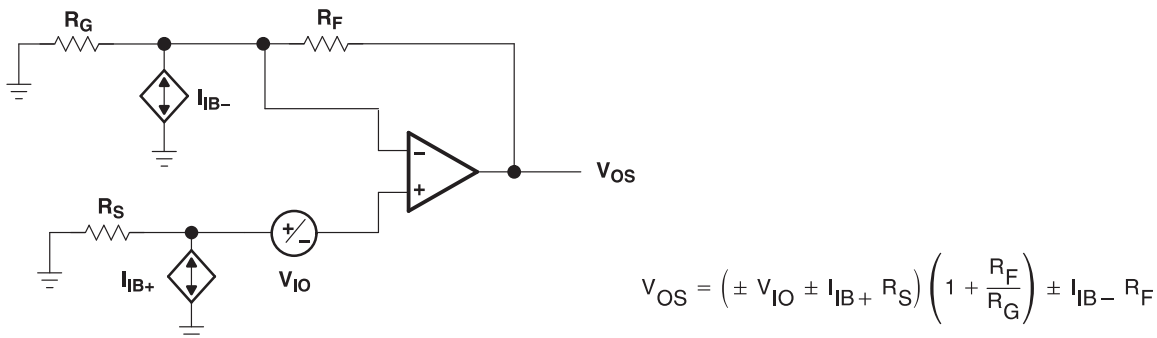 R_G
R_F
I_IB–
–
+
V_OS
R_S
+/–
I_IB+
V_IO
V_OS = ( ± V_IO ± I_IB+ R_S ) ( 1 + R_F / R_G ) ± I_IB– R_F